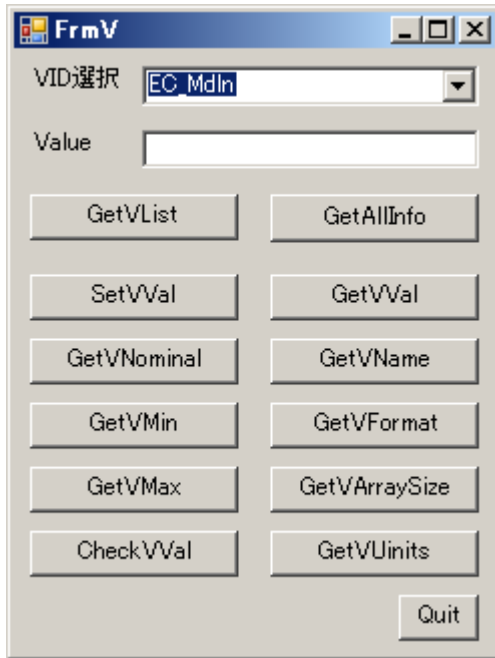 FrmV
VID選択 EC_Mdln
Value
GetVList GetAllInfo
SetVVal GetVVal
GetVNominal GetVName
GetVMin GetVFormat
GetVMax GetVArraySize
CheckVVal GetVUinits
Quit